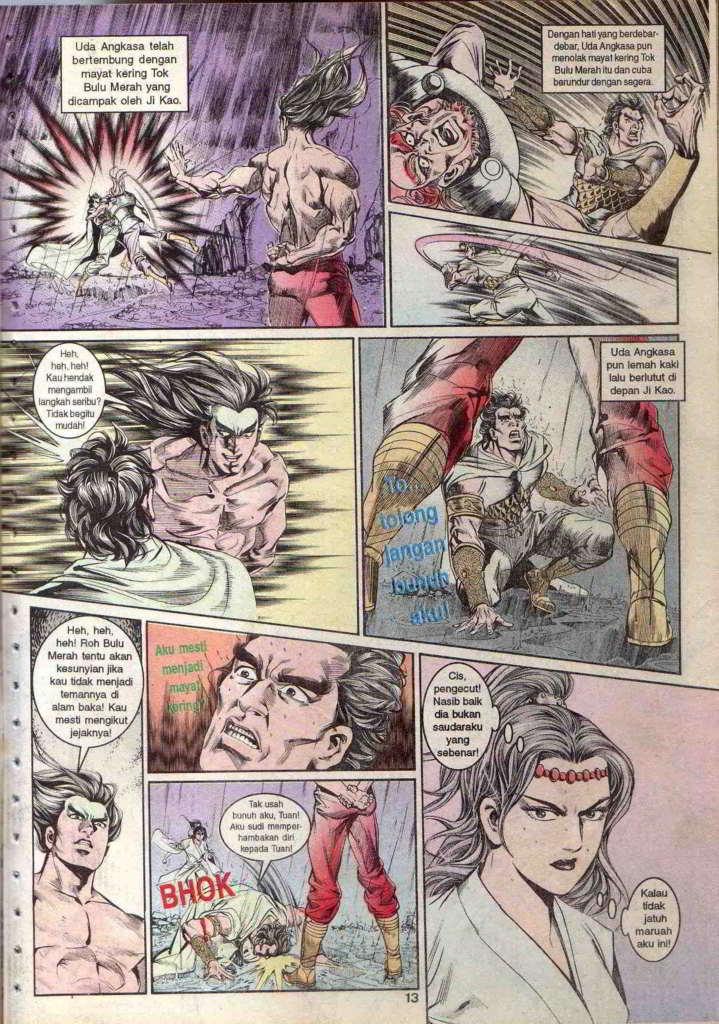 Uda Angkasa telah
bertembung dengan
mayat kering Tok
Bulu Merah yang
dicampak oleh Ji Kao.
Dengan hati yang berdebar-
debar, Uda Angkasa pun
menolak mayat kering Tok
Bulu Merah itu dan cuba
berundur dengan segera.
Heh,
heh, heh!
Kau hendak
mengambil
langkah seribu?
Tidak begitu
mudah!
Uda Angkasa
pun lemah kaki
lalu berlutut di
depan Ji Kao.
To...
tolong
jangan
bunuh
aku!
Heh, heh,
heh! Roh Bulu
Merah tentu akan
kesunyian jika
kau tidak menjadi
temannya di
alam baka! Kau
mesti mengikut
jejaknya!
Aku mesti
menjadi
mayat
kering?
Tak usah
bunuh aku, Tuan!
Aku sudi memper-
hambakan diri
kepada Tuan!
BHOK
Cis,
pengecut!
Nasib baik
dia bukan
saudaraku
yang
sebenar!
Kalau
tidak
jatuh
maruah
aku ini!
13